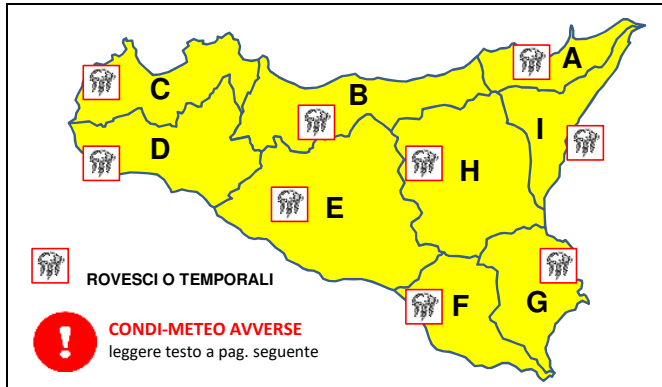 A
C
B
I
D
H
E
F
G
ROVESCI O TEMPORALI
!
CONDI-METEO AVVERSE
leggere testo a pag. seguente